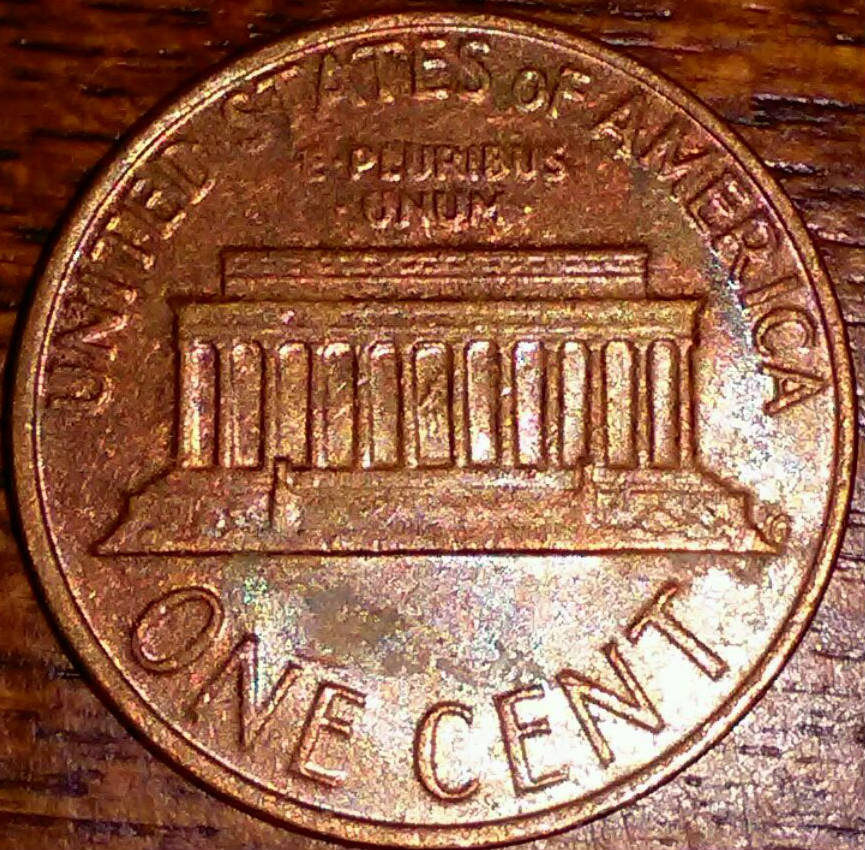 UNITED STATES OF AMERICA
E PLURIBUS
UNUM
ONE CENT